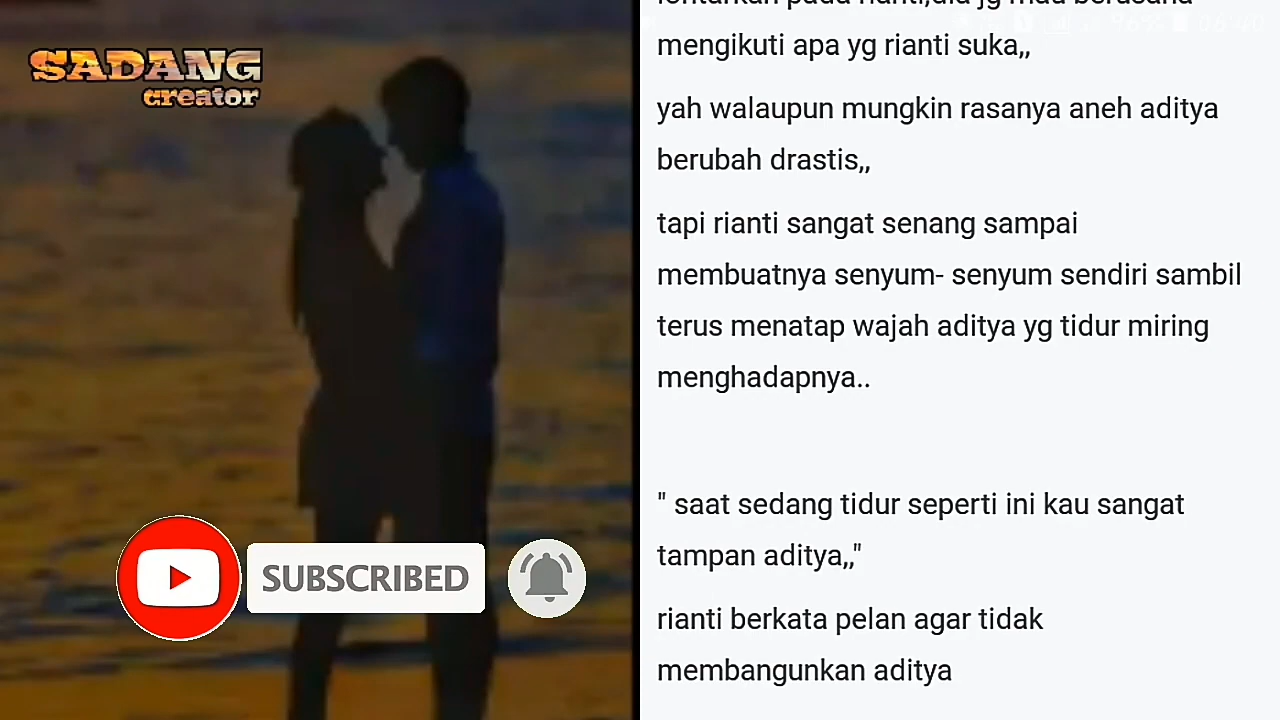 SADANG
creator
mengikuti apa yg rianti suka,,
yah walaupun mungkin rasanya aneh aditya
berubah drastis,,
tapi rianti sangat senang sampai
membuatnya senyum- senyum sendiri sambil
terus menatap wajah aditya yg tidur miring
menghadapnya..
" saat sedang tidur seperti ini kau sangat
tampan aditya,,"
rianti berkata pelan agar tidak
membangunkan aditya
SUBSCRIBED